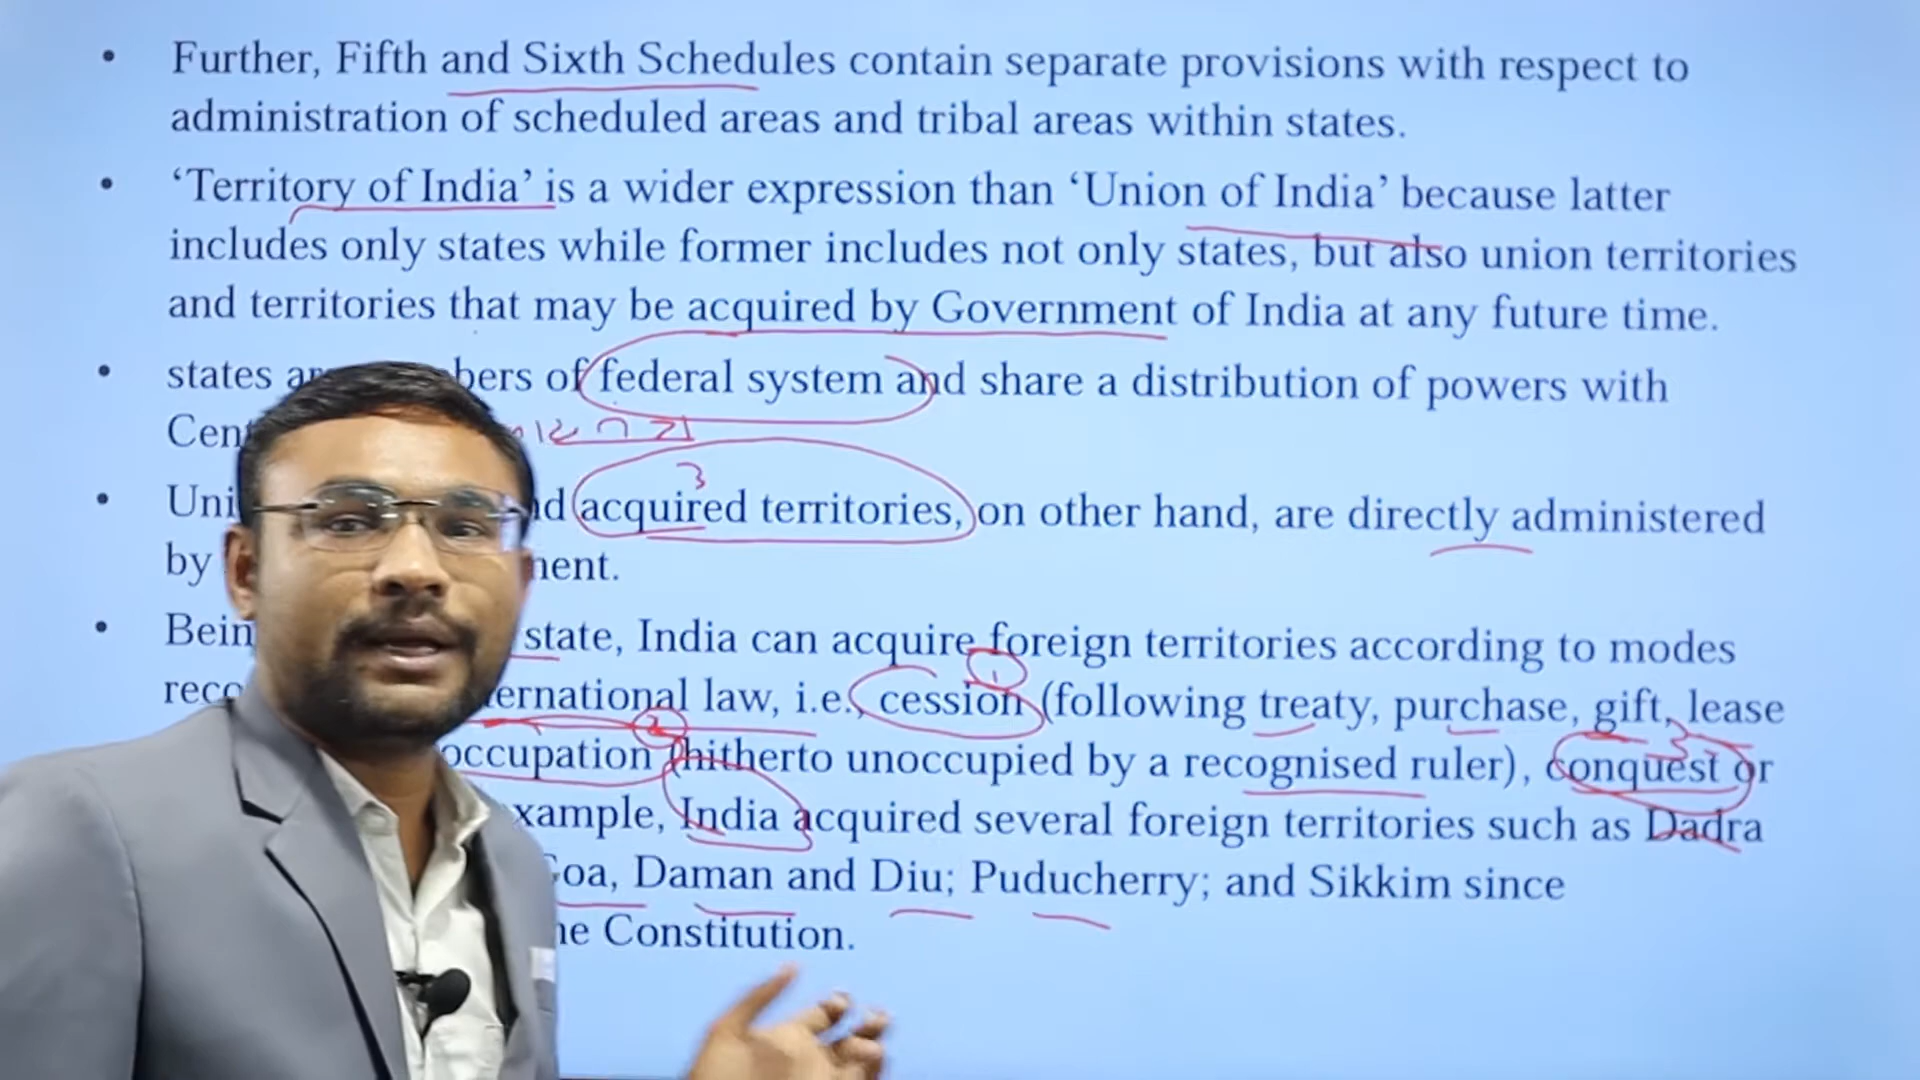 • Further, Fifth and Sixth Schedules contain separate provisions with respect to
administration of scheduled areas and tribal areas within states.
• ‘Territory of India’ is a wider expression than ‘Union of India’ because latter
includes only states while former includes not only states, but also union territories
and territories that may be acquired by Government of India at any future time.
• states bers of federal system and share a distribution of powers with
Cen
3
• Uni d acquired territories, on other hand, are directly administered
by ment.
• Bein state, India can acquire foreign territories according to modes
1
reco ernational law, i.e., cession (following treaty, purchase, gift, lease
2 3
occupation (hitherto unoccupied by a recognised ruler), conquest or
xample, India acquired several foreign territories such as Dadra
Goa, Daman and Diu; Puducherry; and Sikkim since
he Constitution.